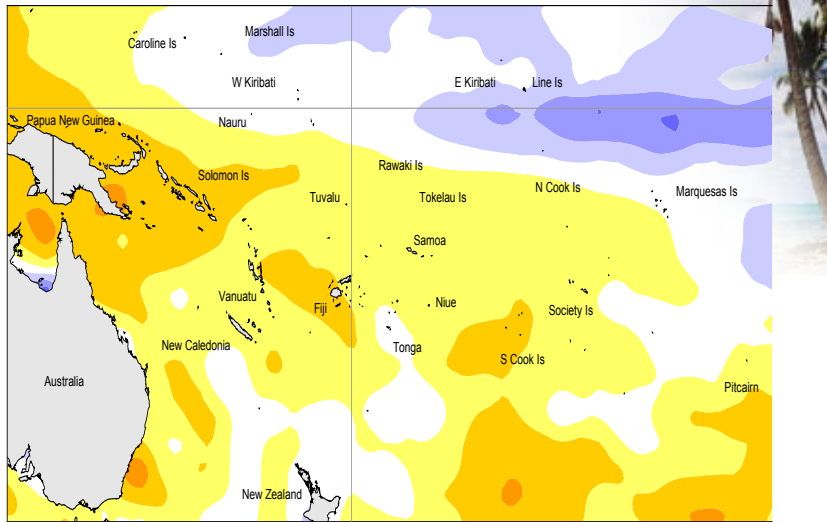 Marshall Is
Caroline Is
W Kiribati
E Kiribati
Line Is
Papua New Guinea
Nauru
Rawaki Is
Solomon Is
N Cook Is
Marquesas Is
Tuvalu
Tokelau Is
Samoa
Vanuatu
Fiji
Niue
Society Is
New Caledonia
Tonga
S Cook Is
Australia
Pitcairn
New Zealand